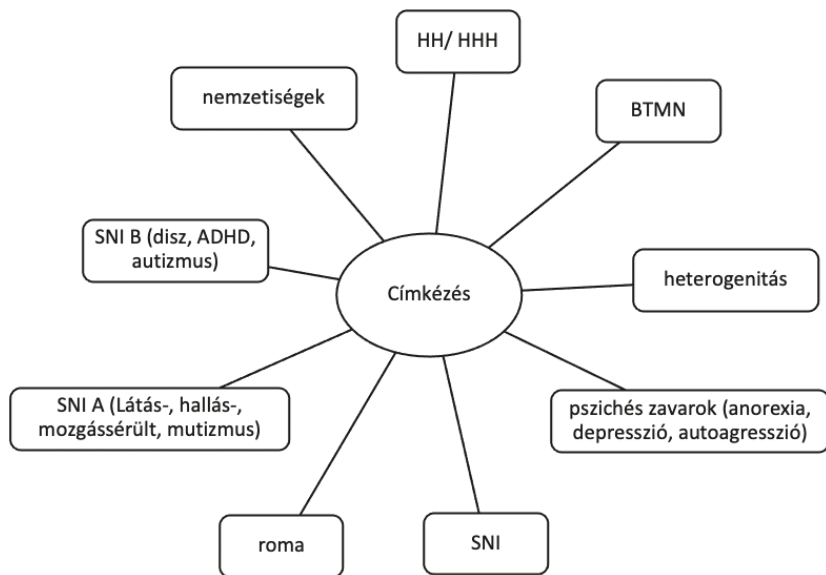 HH/ HHH
nemzetiségek
BTMN
SNI B (disz, ADHD,
autizmus)
Címkézés
heterogenitás
SNI A (Látás-, hallás-,
mozgássérült, mutizmus)
pszichés zavarok (anorexia,
depresszió, autoagresszió)
roma
SNI